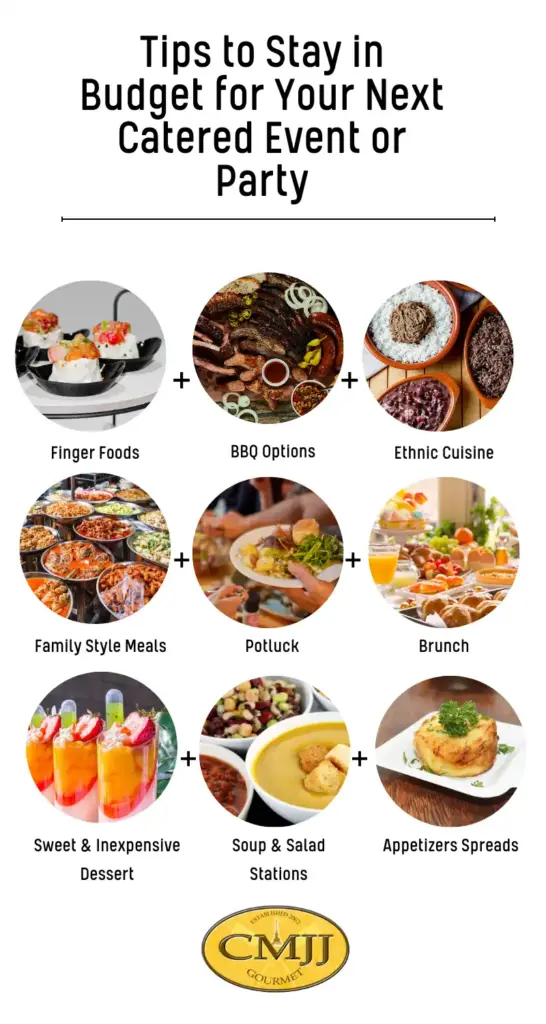 Tips to Stay in
Budget for Your Next
Catered Event or
Party
+ +
Finger Foods BBQ Options Ethnic Cuisine
+ +
Family Style Meals Potluck Brunch
+ +
Sweet & Inexpensive Soup & Salad Appetizers Spreads
Dessert Stations
ESTABLISHED 2002
CMJJ
GOURMET